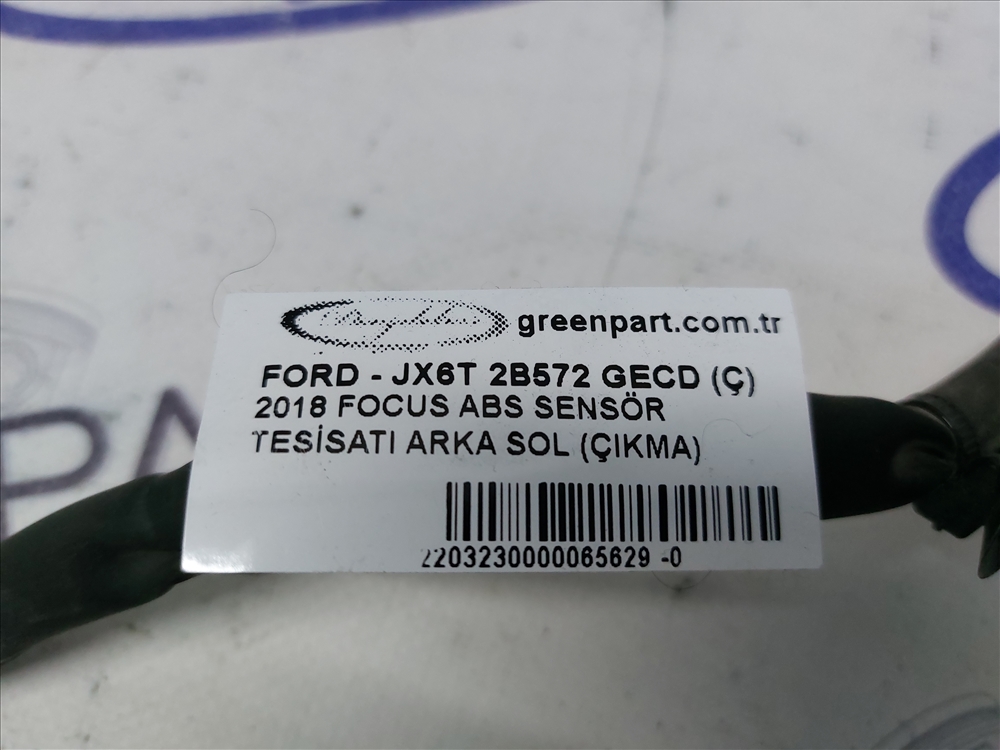 greenpart.com.tr
FORD - JX6T 2B572 GECD (Ç)
2018 FOCUS ABS SENSÖR
TESİSATI ARKA SOL (ÇIKMA)
2203230000065629 -0